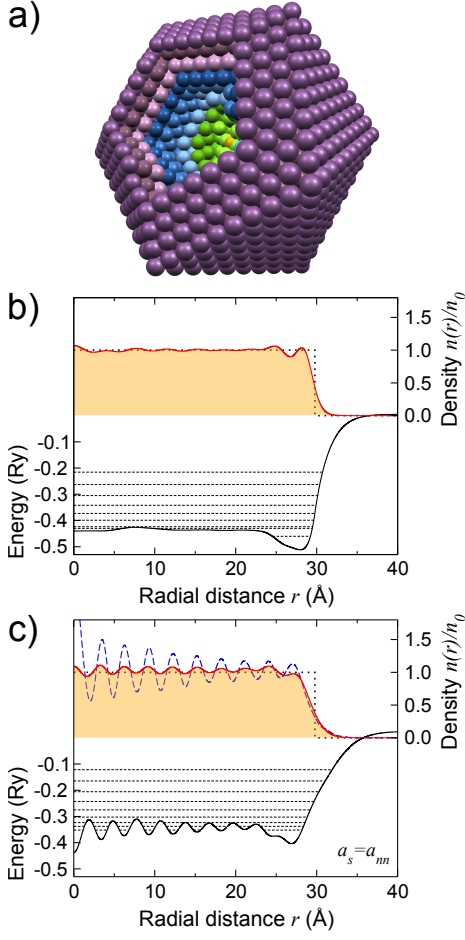 a)
b)
1.5
1.0
0.5
0.0
Density n(r)/n0
-0.1
-0.2
-0.3
-0.4
-0.5
Energy (Ry)
0 10 20 30 40
Radial distance r (Å)
c)
1.5
1.0
0.5
0.0
Density n(r)/n0
-0.1
-0.2
-0.3
-0.4
-0.5
Energy (Ry)
as=ann
0 10 20 30 40
Radial distance r (Å)